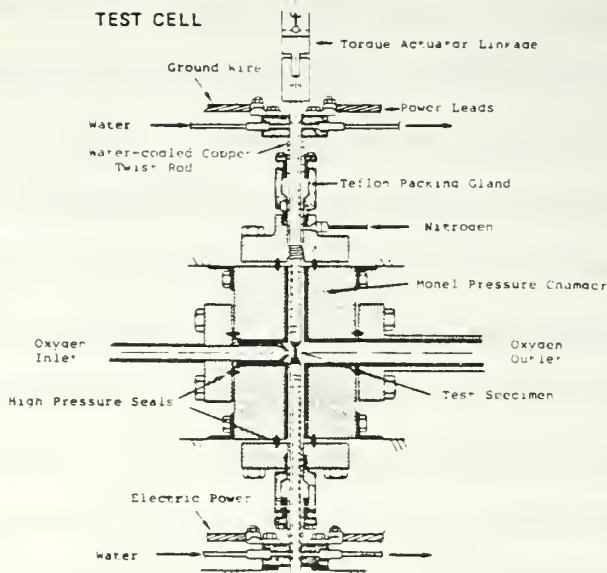 TEST CELL
Torque Actuator Linkage
Ground Wire
Power Leads
Water
Water-cooled Copper
Twist Rod
Teflon Packing Gland
Nitrogen
Monel Pressure Chamber
Oxygen
Inlet
Oxygen
Outlet
High Pressure Seals
Test Specimen
Electric Power
Water